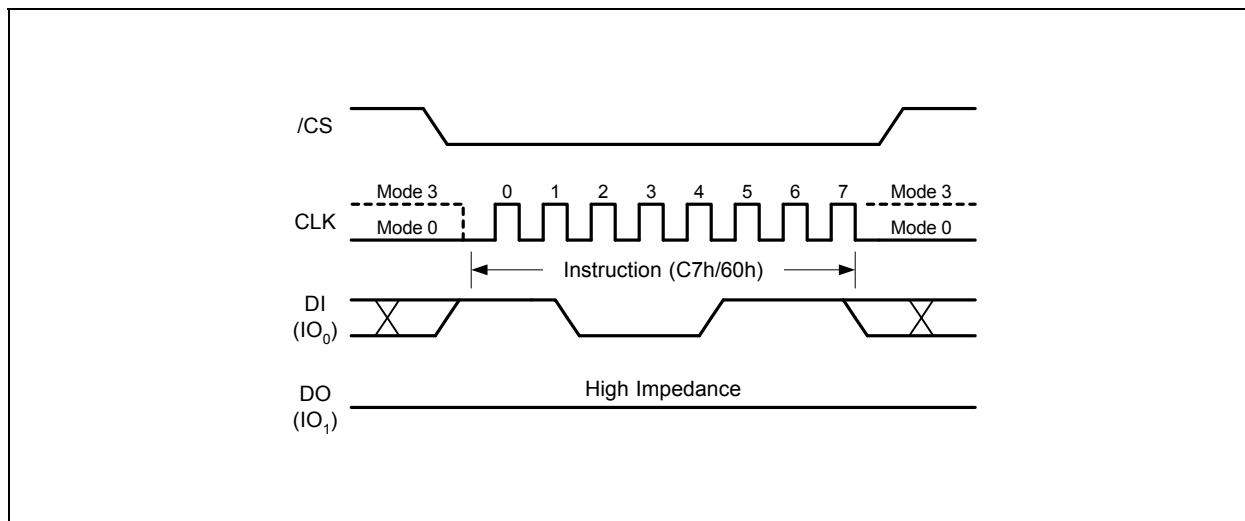 /CS
Mode 3 0 1 2 3 4 5 6 7 Mode 3
CLK
Mode 0 Mode 0
Instruction (C7h/60h)
DI
(IO₀)
High Impedance
DO
(IO₁)